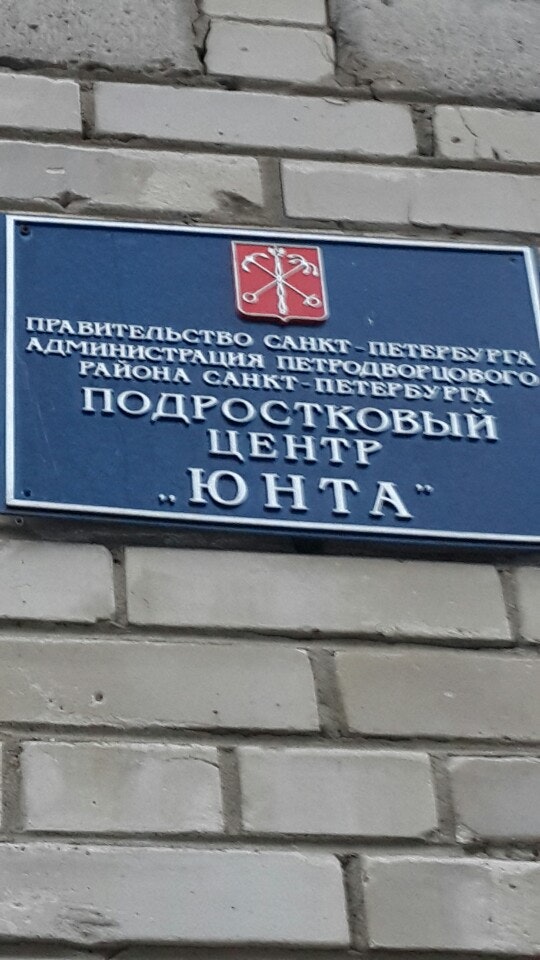 ПРАВИТЕЛЬСТВО САНКТ-ПЕТЕРБУРГА
АДМИНИСТРАЦИЯ ПЕТРОДВОРЦОВОГО
РАЙОНА САНКТ-ПЕТЕРБУРГА
ПОДРОСТКОВЫЙ
ЦЕНТР
„ЮНТА"